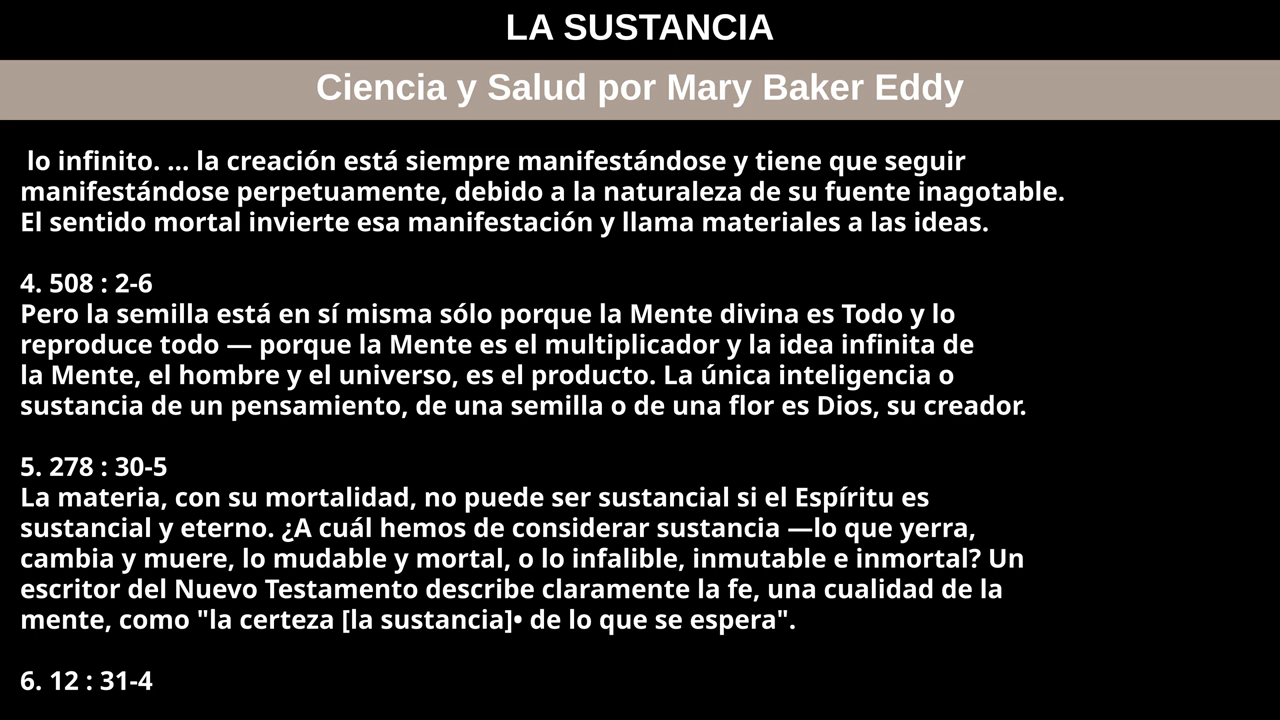 LA SUSTANCIA
Ciencia y Salud por Mary Baker Eddy
lo infinito. ... la creación está siempre manifestándose y tiene que seguir
manifestándose perpetuamente, debido a la naturaleza de su fuente inagotable.
El sentido mortal invierte esa manifestación y llama materiales a las ideas.
4. 508 : 2-6
Pero la semilla está en sí misma sólo porque la Mente divina es Todo y lo
reproduce todo — porque la Mente es el multiplicador y la idea infinita de
la Mente, el hombre y el universo, es el producto. La única inteligencia o
sustancia de un pensamiento, de una semilla o de una flor es Dios, su creador.
5. 278 : 30-5
La materia, con su mortalidad, no puede ser sustancial si el Espíritu es
sustancial y eterno. ¿A cuál hemos de considerar sustancia —lo que yerra,
cambia y muere, lo mudable y mortal, o lo infalible, inmutable e inmortal? Un
escritor del Nuevo Testamento describe claramente la fe, una cualidad de la
mente, como "la certeza [la sustancia]• de lo que se espera".
6. 12 : 31-4